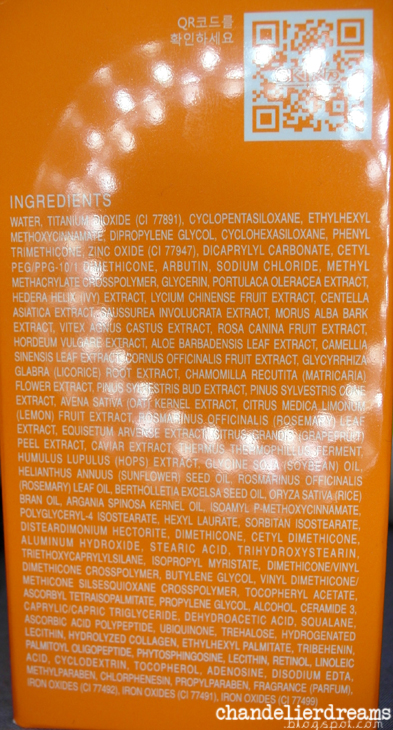 QR코드를
확인하세요
SKIN79
INGREDIENTS
WATER, TITANIUM DIOXIDE (CI 77891), CYCLOPENTASILOXANE, ETHYLHEXYL
METHOXYCINNAMATE, DIPROPYLENE GLYCOL, CYCLOHEXASILOXANE, PHENYL
TRIMETHICONE, ZINC OXIDE (CI 77947), DICAPRYLYL CARBONATE, CETYL
PEG/PPG-10/1 DIMETHICONE, ARBUTIN, SODIUM CHLORIDE, METHYL
METHACRYLATE CROSSPOLYMER, GLYCERIN, PORTULACA OLERACEA EXTRACT,
HEDERA HELIX (IVY) EXTRACT, LYCIUM CHINENSE FRUIT EXTRACT, CENTELLA
ASIATICA EXTRACT, SAUSSUREA INVOLUCRATA EXTRACT, MORUS ALBA BARK
EXTRACT, VITEX AGNUS CASTUS EXTRACT, ROSA CANINA FRUIT EXTRACT,
HORDEUM VULGARE EXTRACT, ALOE BARBADENSIS LEAF EXTRACT, CAMELLIA
SINENSIS LEAF EXTRACT, CORNUS OFFICINALIS FRUIT EXTRACT, GLYCYRRHIZA
GLABRA (LICORICE) ROOT EXTRACT, CHAMOMILLA RECUTITA (MATRICARIA)
FLOWER EXTRACT, PINUS SYLVESTRIS BUD EXTRACT, PINUS SYLVESTRIS CONE
EXTRACT, AVENA SATIVA (OAT) KERNEL EXTRACT, CITRUS MEDICA LIMONUM
(LEMON) FRUIT EXTRACT, ROSMARINUS OFFICINALIS (ROSEMARY) LEAF
EXTRACT, EQUISETUM ARVENSE EXTRACT, CITRUS GRANDIS (GRAPEFRUIT)
PEEL EXTRACT, CAVIAR EXTRACT, THERMUS THERMOPHILLUS FERMENT,
HUMULUS LUPULUS (HOPS) EXTRACT, GLYCINE SOJA (SOYBEAN) OIL,
HELIANTHUS ANNUUS (SUNFLOWER) SEED OIL, ROSMARINUS OFFICINALIS
(ROSEMARY) LEAF OIL, BERTHOLLETIA EXCELSA SEED OIL, ORYZA SATIVA (RICE)
BRAN OIL, ARGANIA SPINOSA KERNEL OIL, ISOAMYL P-METHOXYCINNAMATE,
POLYGLYCERYL-4 ISOSTEARATE, HEXYL LAURATE, SORBITAN ISOSTEARATE,
DISTEARDIMONIUM HECTORITE, DIMETHICONE, CETYL DIMETHICONE,
ALUMINUM HYDROXIDE, STEARIC ACID, TRIHYDROXYSTEARIN,
TRIETHOXYCAPRYLYLSILANE, ISOPROPYL MYRISTATE, DIMETHICONE/VINYL
DIMETHICONE CROSSPOLYMER, BUTYLENE GLYCOL, VINYL DIMETHICONE/
METHICONE SILSESQUIOXANE CROSSPOLYMER, TOCOPHERYL ACETATE,
ASCORBYL TETRAISOPALMITATE, PROPYLENE GLYCOL, ALCOHOL, CERAMIDE 3,
CAPRYLIC/CAPRIC TRIGLYCERIDE, DEHYDROACETIC ACID, SQUALANE,
ASCORBIC ACID POLYPEPTIDE, UBIQUINONE, TREHALOSE, HYDROGENATED
LECITHIN, HYDROLYZED COLLAGEN, ETHYLHEXYL PALMITATE, TRIBEHENIN,
PALMITOYL OLIGOPEPTIDE, PHYTOSPHINGOSINE, LECITHIN, RETINOL, LINOLEIC
ACID, CYCLODEXTRIN, TOCOPHEROL, ADENOSINE, DISODIUM EDTA,
METHYLPARABEN, CHLORPHENESIN, PROPYLPARABEN, FRAGRANCE (PARFUM),
IRON OXIDES (CI 77492), IRON OXIDES (CI 77491), IRON OXIDES (CI 77499)
chandelierdreams
.blogspot.com